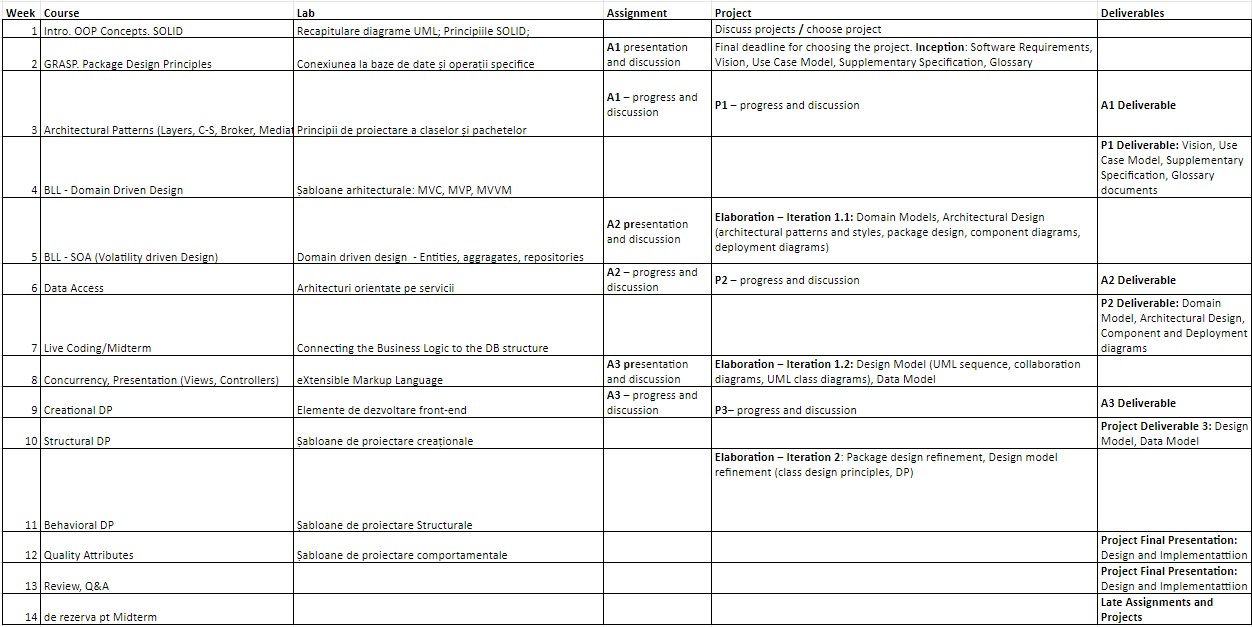 Week Course Lab Assignment Project Deliverables
1 Intro. OOP Concepts. SOLID Recapitulare diagrame UML; Principiile SOLID; Discuss projects / choose project
2 GRASP. Package Design Principles Conexiunea la baze de date și operații specifice
A1 presentation
and discussion
Final deadline for choosing the project. Inception: Software Requirements,
Vision, Use Case Model, Supplementary Specification, Glossary
3 Architectural Patterns (Layers, C-S, Broker, Mediat Principii de proiectare a claselor și pachetelor
A1 – progress and
discussion
P1 – progress and discussion
A1 Deliverable
4 BLL - Domain Driven Design Șabloane arhitecturale: MVC, MVP, MVVM
P1 Deliverable: Vision, Use
Case Model, Supplementary
Specification, Glossary
documents
5 BLL - SOA (Volatility driven Design) Domain driven design - Entities, aggregates, repositories
A2 presentation
and discussion
Elaboration – Iteration 1.1: Domain Models, Architectural Design
(architectural patterns and styles, package design, component diagrams,
deployment diagrams)
6 Data Access Arhitecturi orientate pe servicii
A2 – progress and
discussion
P2 – progress and discussion
A2 Deliverable
7 Live Coding/Midterm Connecting the Business Logic to the DB structure
P2 Deliverable: Domain
Model, Architectural Design,
Component and Deployment
diagrams
8 Concurrency, Presentation (Views, Controllers) eXtensible Markup Language
A3 presentation
and discussion
Elaboration – Iteration 1.2: Design Model (UML sequence, collaboration
diagrams, UML class diagrams), Data Model
9 Creational DP Elemente de dezvoltare front-end
A3 – progress and
discussion
P3– progress and discussion
A3 Deliverable
10 Structural DP Șabloane de proiectare creaționale
Project Deliverable 3: Design
Model, Data Model
11 Behavioral DP Șabloane de proiectare Structurale
Elaboration – Iteration 2: Package design refinement, Design model
refinement (class design principles, DP)
12 Quality Attributes Șabloane de proiectare comportamentale
Project Final Presentation:
Design and Implementattiion
13 Review, Q&A
Project Final Presentation:
Design and Implementattiion
14 de rezerva pt Midterm
Late Assignments and
Projects